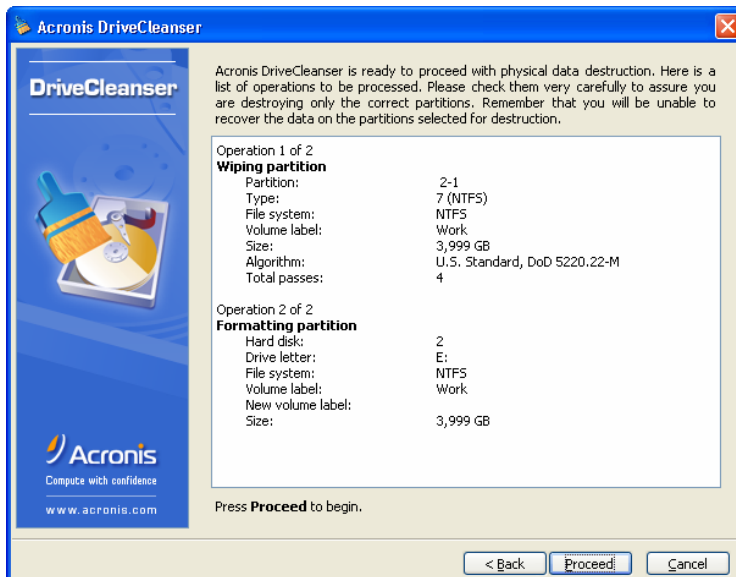 Acronis DriveCleanser
DriveCleanser
Acronis DriveCleanser is ready to proceed with physical data destruction. Here is a
list of operations to be processed. Please check them very carefully to assure you
are destroying only the correct partitions. Remember that you will be unable to
recover the data on the partitions selected for destruction.
Operation 1 of 2
Wiping partition
Partition: 2-1
Type: 7 (NTFS)
File system: NTFS
Volume label: Work
Size: 3,999 GB
Algorithm: U.S. Standard, DoD 5220.22-M
Total passes: 4
Operation 2 of 2
Formatting partition
Hard disk: 2
Drive letter: E:
File system: NTFS
Volume label: Work
New volume label:
Size: 3,999 GB
Acronis
Compute with confidence
www.acronis.com
Press Proceed to begin.
< Back Proceed Cancel